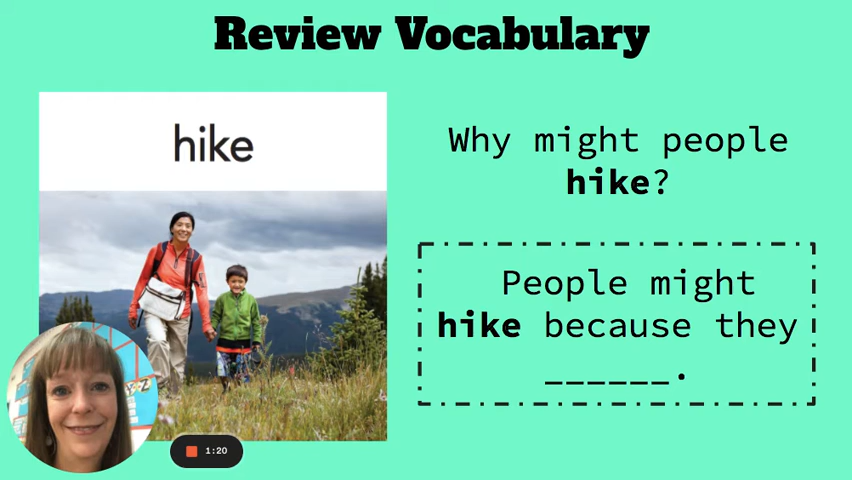 Review Vocabulary
hike
Why might people
hike?
People might
hike because they
______.
1:20